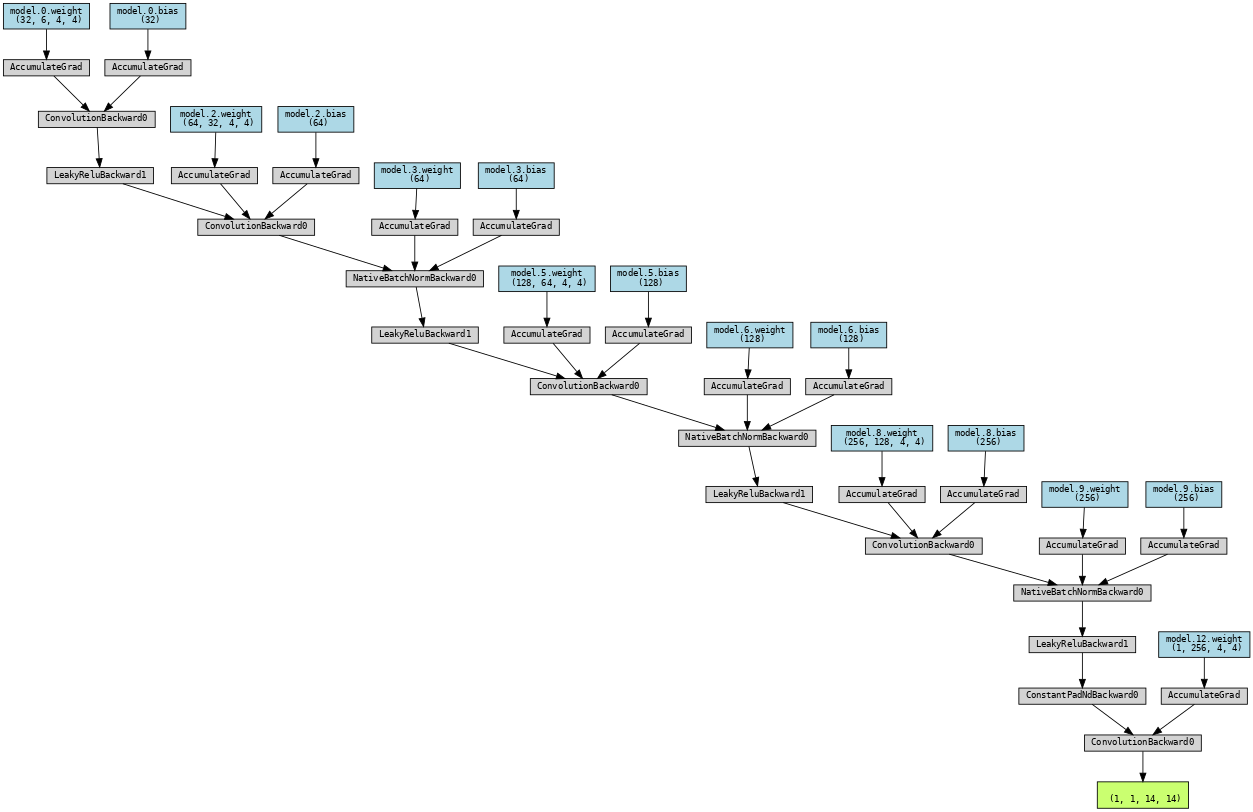 model.0.weight
(32, 6, 4, 4)
model.0.bias
(32)
AccumulateGrad
AccumulateGrad
ConvolutionBackward0
model.2.weight
(64, 32, 4, 4)
model.2.bias
(64)
LeakyReluBackward1
AccumulateGrad
AccumulateGrad
model.3.weight
(64)
model.3.bias
(64)
ConvolutionBackward0
AccumulateGrad
AccumulateGrad
NativeBatchNormBackward0
model.5.weight
(128, 64, 4, 4)
model.5.bias
(128)
LeakyReluBackward1
AccumulateGrad
AccumulateGrad
model.6.weight
(128)
model.6.bias
(128)
ConvolutionBackward0
AccumulateGrad
AccumulateGrad
NativeBatchNormBackward0
model.8.weight
(256, 128, 4, 4)
model.8.bias
(256)
LeakyReluBackward1
AccumulateGrad
AccumulateGrad
model.9.weight
(256)
model.9.bias
(256)
ConvolutionBackward0
AccumulateGrad
AccumulateGrad
NativeBatchNormBackward0
LeakyReluBackward1
model.12.weight
(1, 256, 4, 4)
ConstantPadNdBackward0
AccumulateGrad
ConvolutionBackward0
(1, 1, 14, 14)